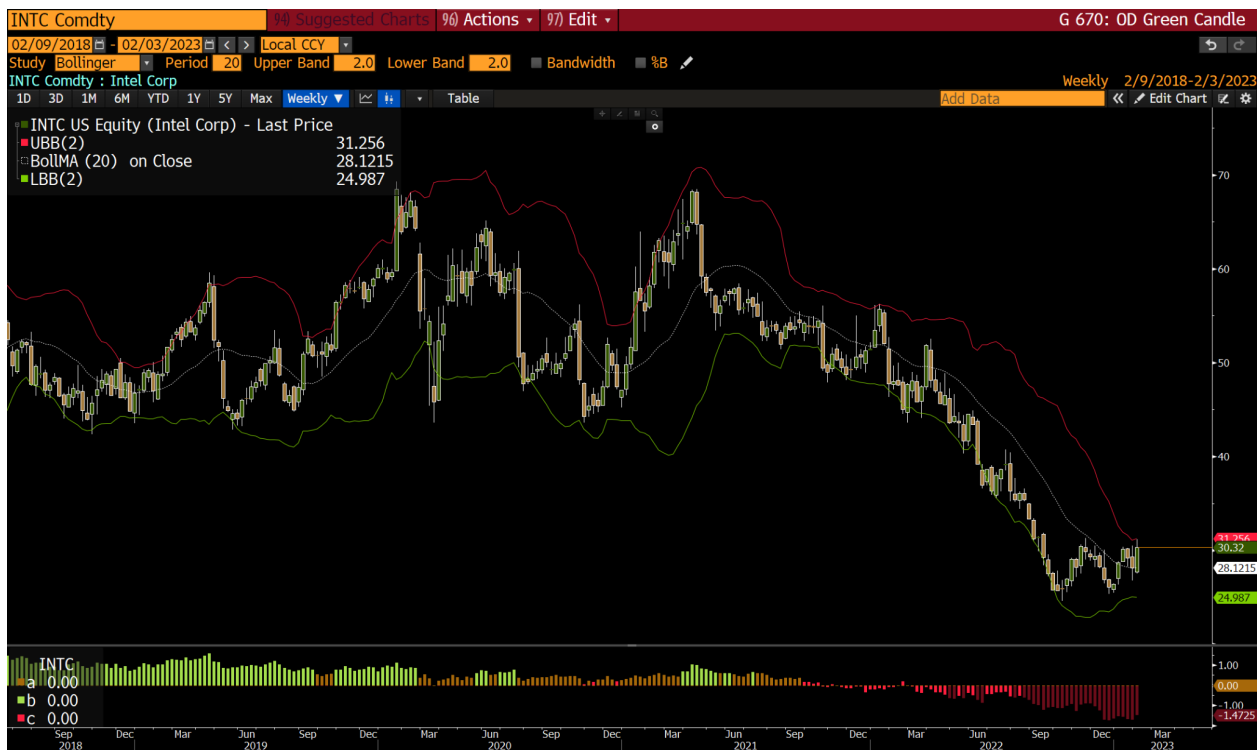 INTC Comdty 94) Suggested Charts 96) Actions 97) Edit G 670: OD Green Candle
02/09/2018 - 02/03/2023 Local CCY
Study Bollinger Period 20 Upper Band 2.0 Lower Band 2.0 Bandwidth %B
INTC Comdty : Intel Corp Weekly 2/9/2018-2/3/2023
1D 3D 1M 6M YTD 1Y 5Y Max Weekly ▼ Table Add Data « Edit Chart
INTC US Equity (Intel Corp) - Last Price
UBB(2) 31.256
BollMA (20) on Close 28.1215
LBB(2) 24.987
70
60
50
40
31.256
30.32
28.1215
24.987
INTC
a 0.00
b 0.00
c 0.00
1.00
0.00
-1.00
-1.4725
Sep Dec Mar Jun Sep Dec Mar Jun Sep Dec Mar Jun Sep Dec Mar Jun Sep Dec Mar
2018 2019 2020 2021 2022 2023